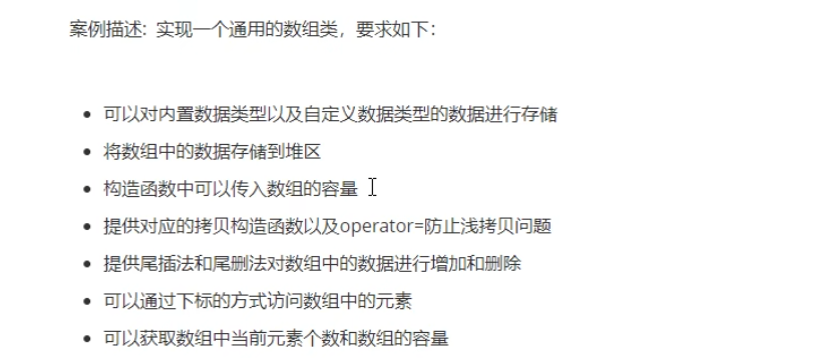 案例描述: 实现一个通用的数组类，要求如下：
• 可以对内置数据类型以及自定义数据类型的数据进行存储
• 将数组中的数据存储到堆区
• 构造函数中可以传入数组的容量
• 提供对应的拷贝构造函数以及operator=防止浅拷贝问题
• 提供尾插法和尾删法对数组中的数据进行增加和删除
• 可以通过下标的方式访问数组中的元素
• 可以获取数组中当前元素个数和数组的容量